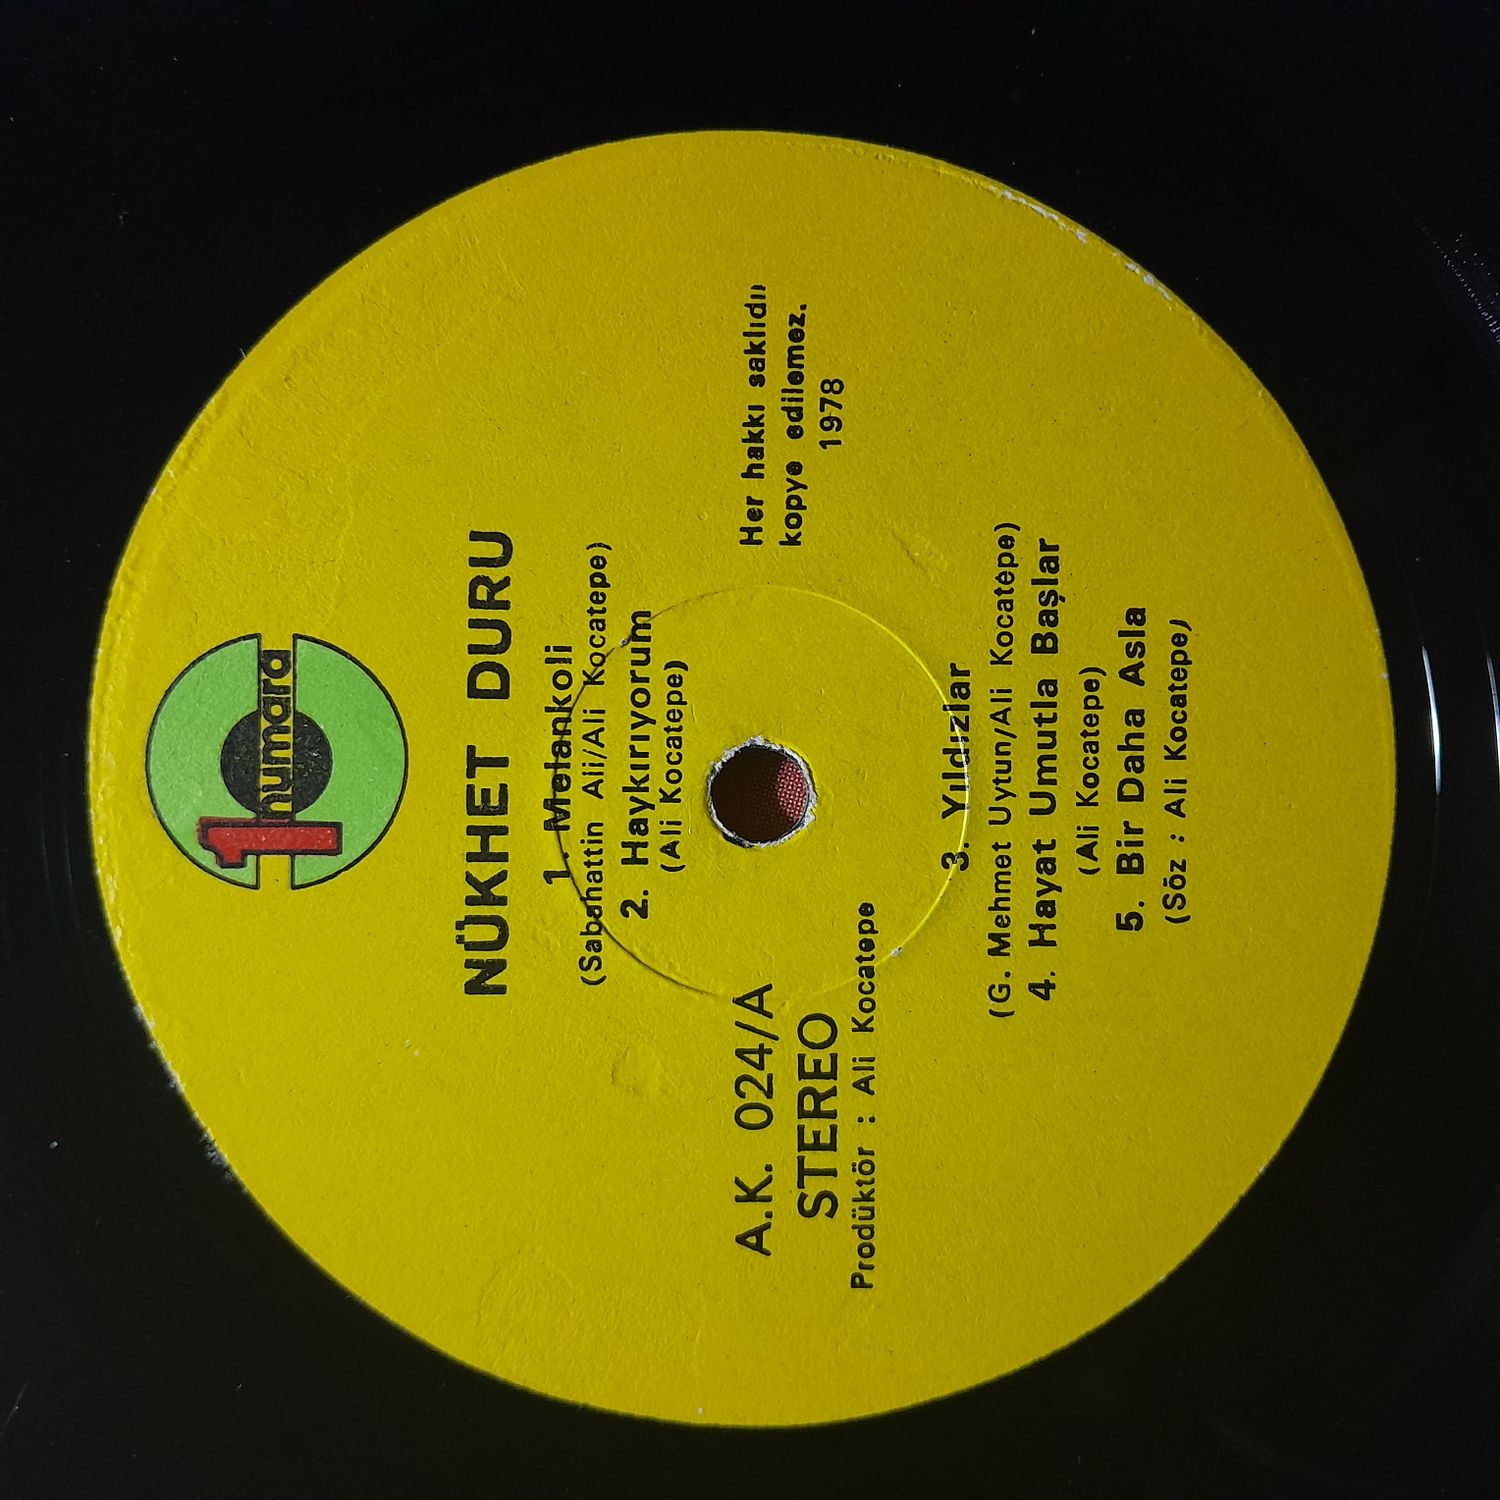 1 numara
NÜKHET DURU
1. Melankoli
(Sabahattin Ali/Ali Kocatepe)
2. Haykırıyorum
(Ali Kocatepe)
A.K. 024/A
STEREO
Prodüktör : Ali Kocatepe
Her hakkı saklıdır
kopye edilemez.
1978
3. Yıldızlar
(G. Mehmet Uytun/Ali Kocatepe)
4. Hayat Umutla Başlar
(Ali Kocatepe)
5. Bir Daha Asla
(Söz : Ali Kocatepe)